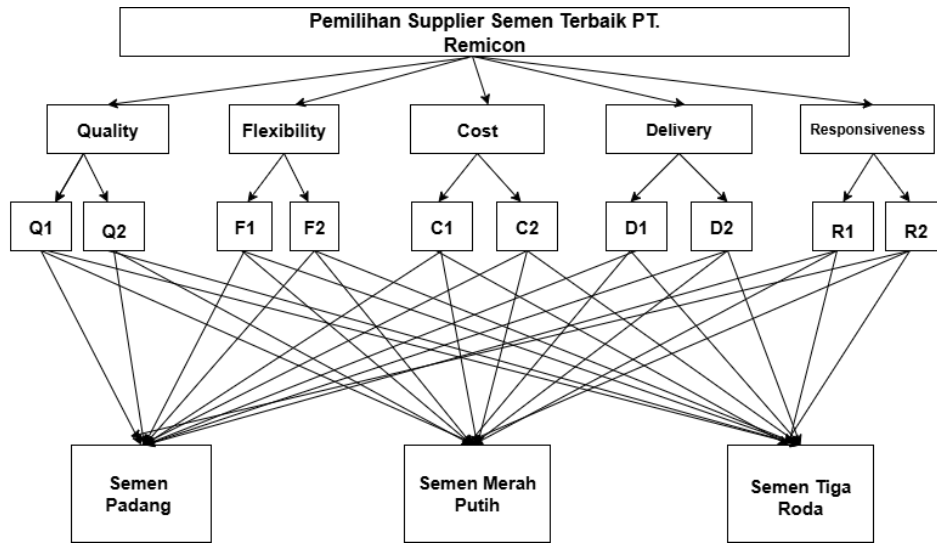 Pemilihan Supplier Semen Terbaik PT.
Remicon
Quality
Flexibility
Cost
Delivery
Responsiveness
Q1
Q2
F1
F2
C1
C2
D1
D2
R1
R2
Semen
Padang
Semen Merah
Putih
Semen Tiga
Roda